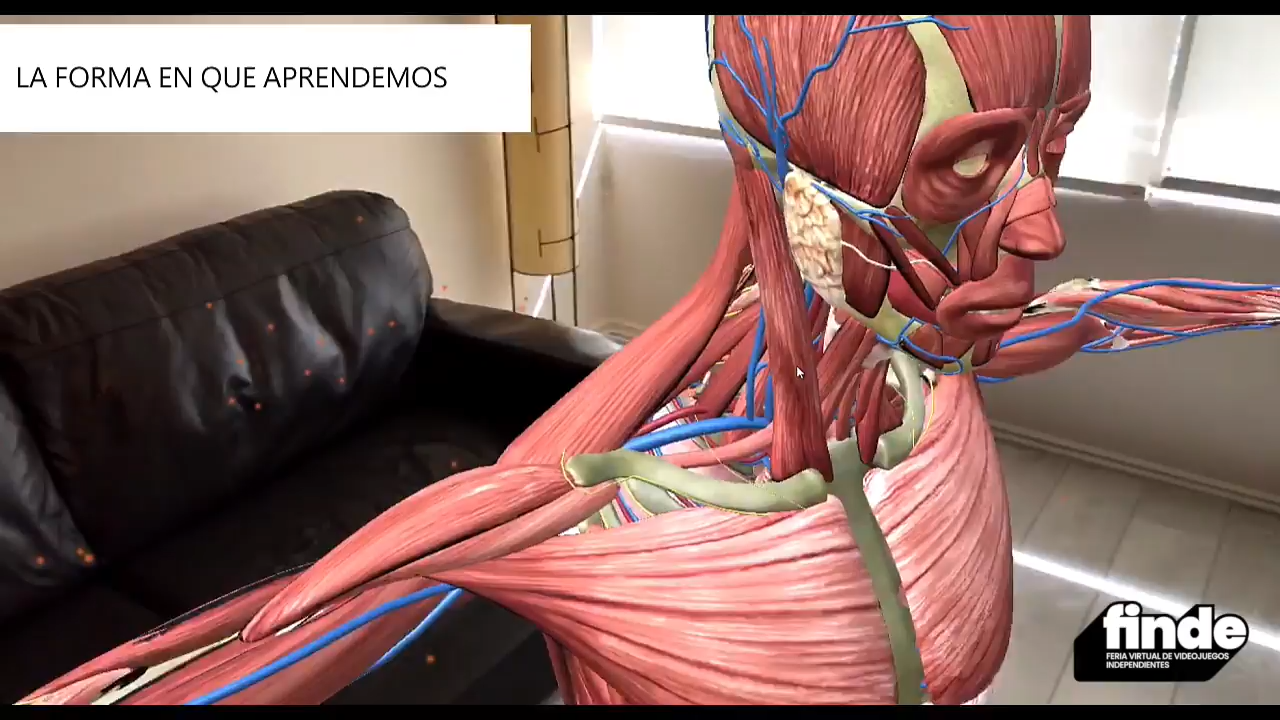 LA FORMA EN QUE APRENDEMOS
finde
FERIA VIRTUAL DE VIDEOJUEGOS
INDEPENDIENTES